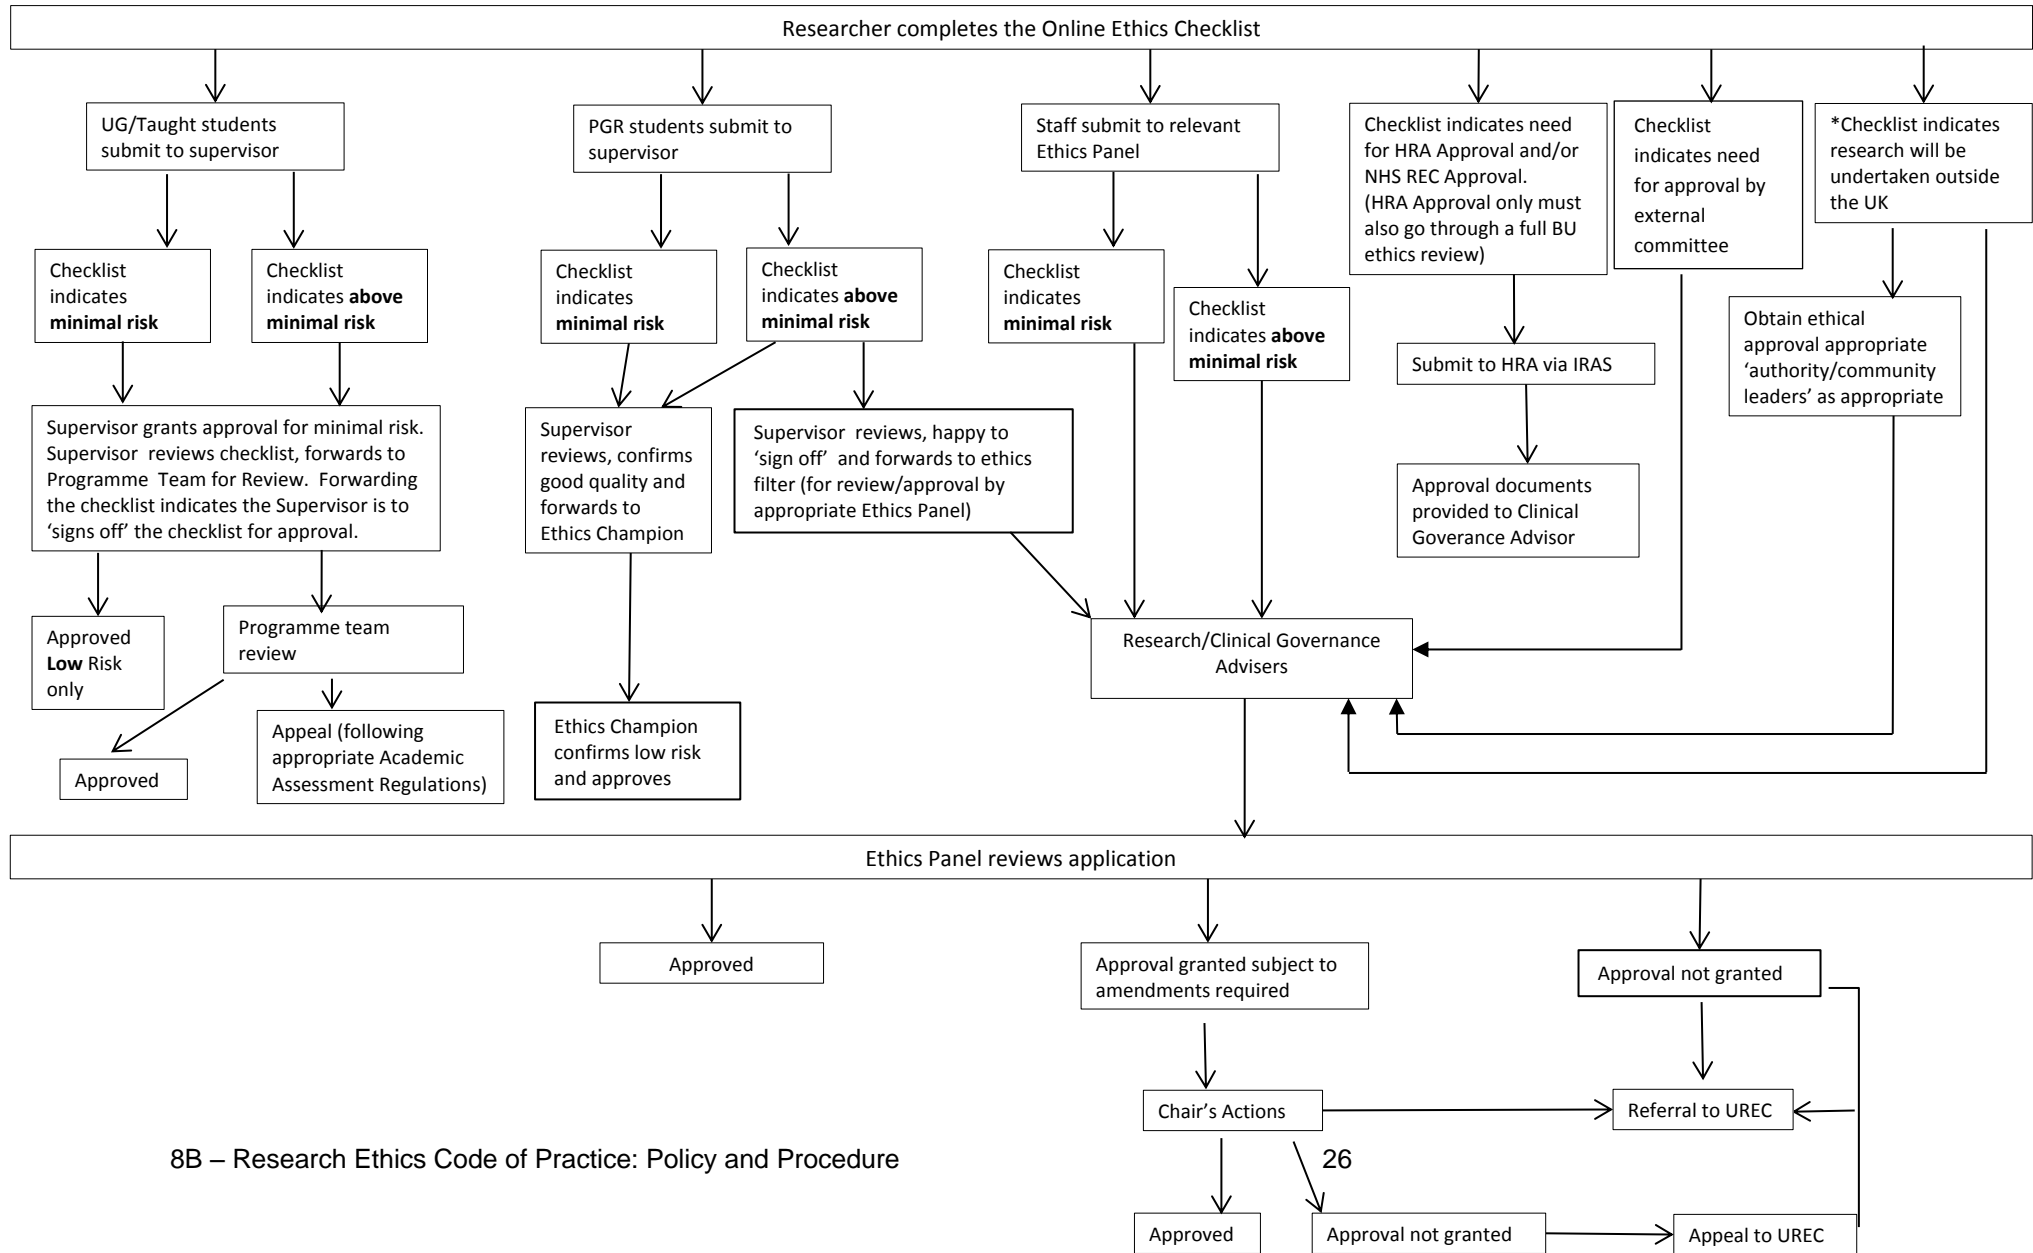 Researcher completes the Online Ethics Checklist
UG/Taught students
submit to supervisor
PGR students submit to
supervisor
Staff submit to relevant
Ethics Panel
Checklist indicates need
for HRA Approval and/or
NHS REC Approval.
(HRA Approval only must
also go through a full BU
ethics review)
Checklist
indicates need
for approval by
external
committee
*Checklist indicates
research will be
undertaken outside
the UK
Checklist
indicates
minimal risk
Checklist
indicates above
minimal risk
Checklist
indicates
minimal risk
Checklist
indicates above
minimal risk
Checklist
indicates
minimal risk
Checklist
indicates above
minimal risk
Submit to HRA via IRAS
Obtain ethical
approval appropriate
‘authority/community
leaders’ as appropriate
Supervisor grants approval for minimal risk.
Supervisor reviews checklist, forwards to
Programme Team for Review. Forwarding
the checklist indicates the Supervisor is to
‘signs off’ the checklist for approval.
Supervisor
reviews, confirms
good quality and
forwards to
Ethics Champion
Supervisor reviews, happy to
‘sign off’ and forwards to ethics
filter (for review/approval by
appropriate Ethics Panel)
Approval documents
provided to Clinical
Goverance Advisor
Approved
Low Risk
only
Programme team
review
Research/Clinical Governance
Advisers
Approved
Appeal (following
appropriate Academic
Assessment Regulations)
Ethics Champion
confirms low risk
and approves
Ethics Panel reviews application
Approved
Approval granted subject to
amendments required
Approval not granted
Chair’s Actions
Referral to UREC
8B – Research Ethics Code of Practice: Policy and Procedure
26
Approved
Approval not granted
Appeal to UREC